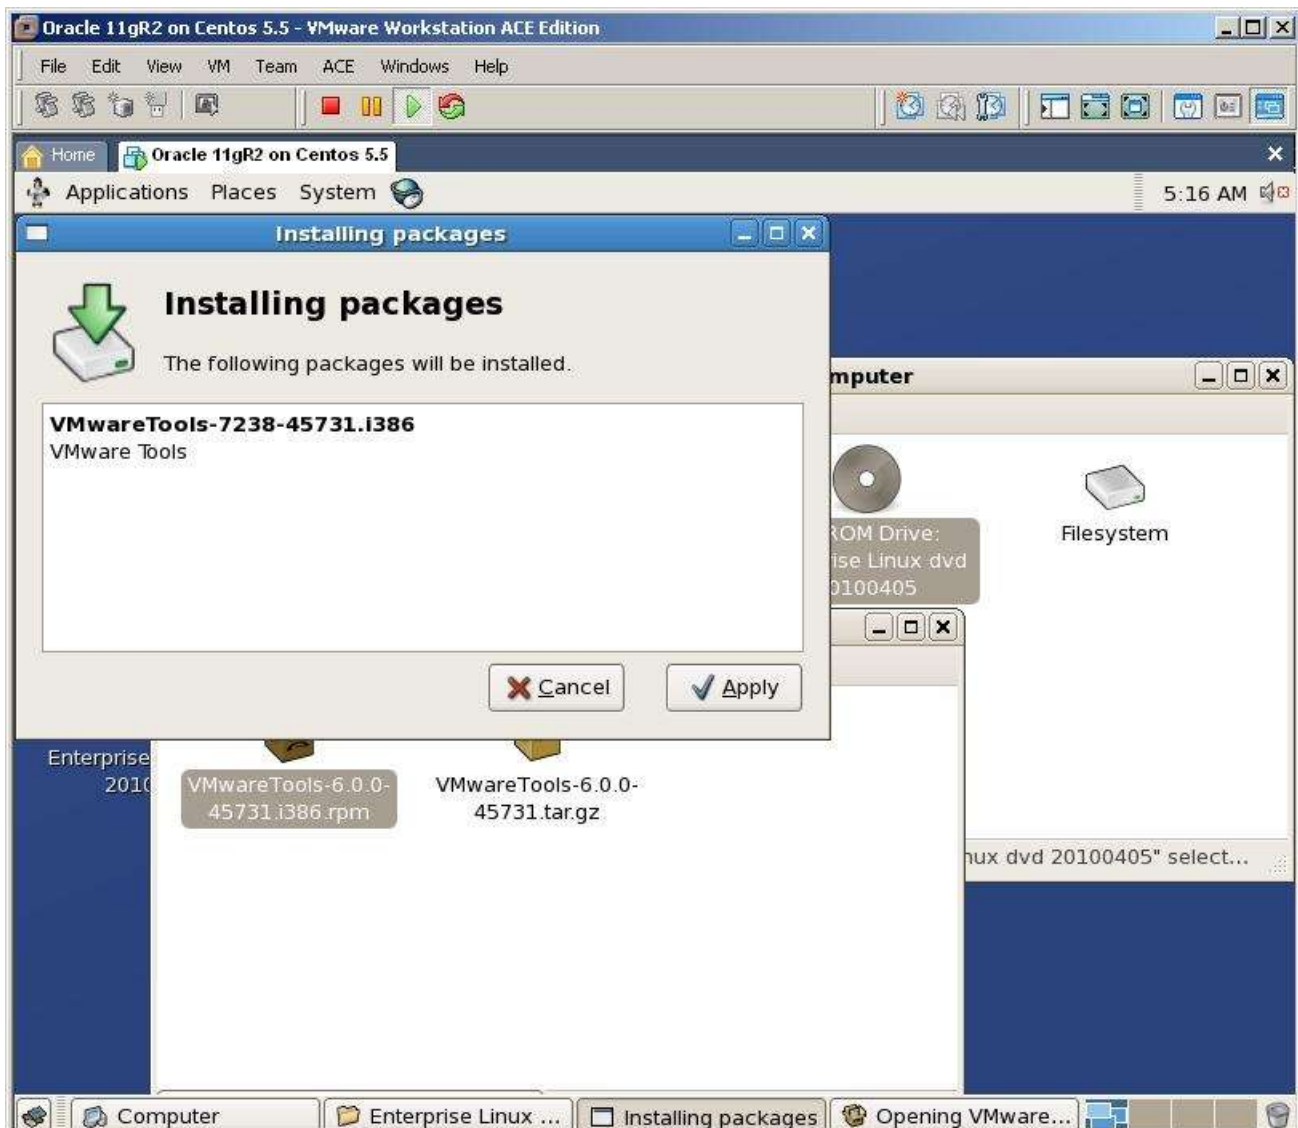 Oracle 11gR2 on Centos 5.5 - VMware Workstation ACE Edition
File Edit View VM Team ACE Windows Help
Home Oracle 11gR2 on Centos 5.5
Applications Places System 5:16 AM
Installing packages
Installing packages
The following packages will be installed.
VMwareTools-7238-45731.i386
VMware Tools
Cancel Apply
mputer
ROM Drive:
ise Linux dvd
0100405
Filesystem
Enterprise
2010
VMwareTools-6.0.0-
45731.i386.rpm
VMwareTools-6.0.0-
45731.tar.gz
nux dvd 20100405" select...
Computer Enterprise Linux ... Installing packages Opening VMware...